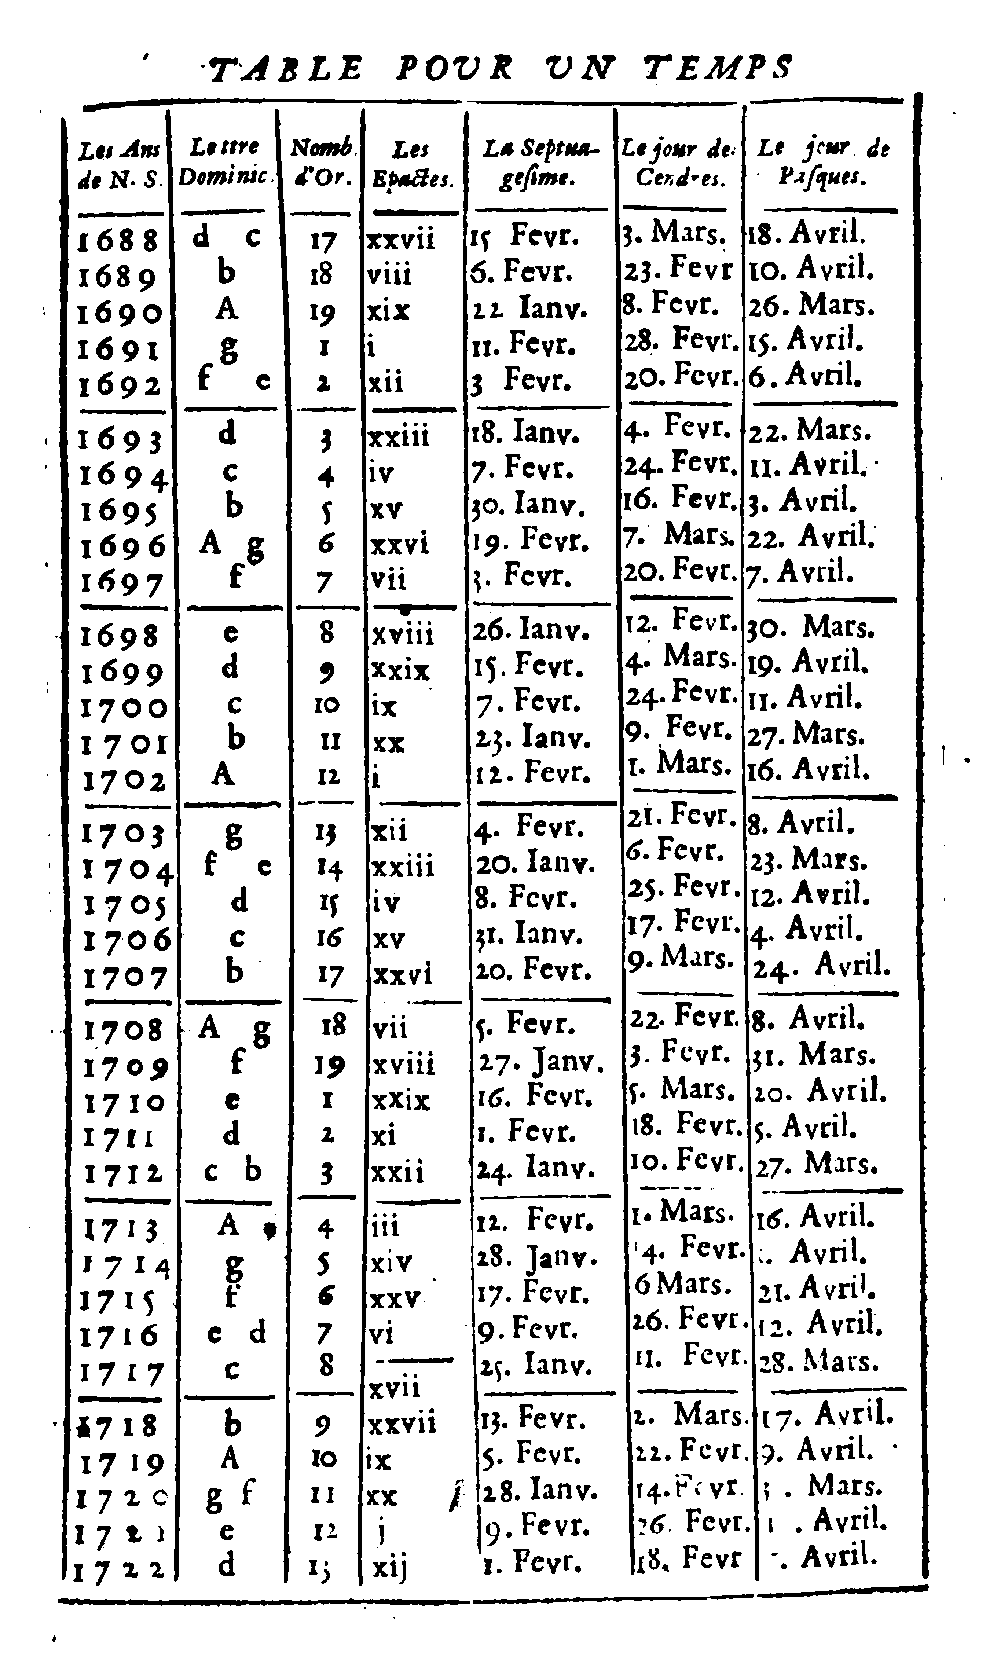 TABLE POUR UN TEMPS
Les Ans de N. S. Lettre Dominic. Nomb. d'Or. Les Epactes. La Septuagesime. Le jour de Cendres. Le jour de Pasques.
1688 d c 17 xxvii 15 Fevr. 3. Mars. 18. Avril.
1689 b 18 viii 6. Fevr. 23. Fevr 10. Avril.
1690 A 19 xix 22 Ianv. 8. Fevr. 26. Mars.
1691 g 1 i 11. Fevr. 28. Fevr. 15. Avril.
1692 f e 2 xii 3 Fevr. 20. Fevr. 6. Avril.
1693 d 3 xxiii 18. Ianv. 4. Fevr. 22. Mars.
1694 c 4 iv 7. Fevr. 24. Fevr. 11. Avril.
1695 b 5 xv 30. Ianv. 16. Fevr. 3. Avril.
1696 A g 6 xxvi 19. Fevr. 7. Mars. 22. Avril.
1697 f 7 vii 3. Fevr. 20. Fevr. 7. Avril.
1698 e 8 xviii 26. Ianv. 12. Fevr. 30. Mars.
1699 d 9 xxix 15. Fevr. 4. Mars. 19. Avril.
1700 c 10 ix 7. Fevr. 24. Fevr. 11. Avril.
1701 b 11 xx 23. Ianv. 9. Fevr. 27. Mars.
1702 A 12 i 12. Fevr. 1. Mars. 16. Avril.
1703 g 13 xii 4. Fevr. 21. Fevr. 8. Avril.
1704 f e 14 xxiii 20. Ianv. 6. Fevr. 23. Mars.
1705 d 15 iv 8. Fevr. 25. Fevr. 12. Avril.
1706 c 16 xv 31. Ianv. 17. Fevr. 4. Avril.
1707 b 17 xxvi 20. Fevr. 9. Mars. 24. Avril.
1708 A g 18 vii 5. Fevr. 22. Fevr. 8. Avril.
1709 f 19 xviii 27. Janv. 3. Fevr. 31. Mars.
1710 e 1 xxix 16. Fevr. 5. Mars. 20. Avril.
1711 d 2 xi 1. Fevr. 18. Fevr. 5. Avril.
1712 c b 3 xxii 24. Ianv. 10. Fevr. 27. Mars.
1713 A 4 iii 12. Fevr. 1. Mars. 16. Avril.
1714 g 5 xiv 28. Janv. 14. Fevr. Avril.
1715 f 6 xxv 17. Fevr. 6 Mars. 21. Avril.
1716 e d 7 vi 9. Fevr. 26. Fevr. 12. Avril.
1717 c 8 xvii 25. Ianv. 11. Fevr. 28. Mars.
1718 b 9 xxvii 13. Fevr. 2. Mars. 17. Avril.
1719 A 10 ix 5. Fevr. 22. Fevr. 9. Avril.
1720 g f 11 xx 28. Ianv. 14. Fevr. Mars.
1721 e 12 j 9. Fevr. 26. Fevr. Avril.
1722 d 13 xij 1. Fevr. 18. Fevr Avril.